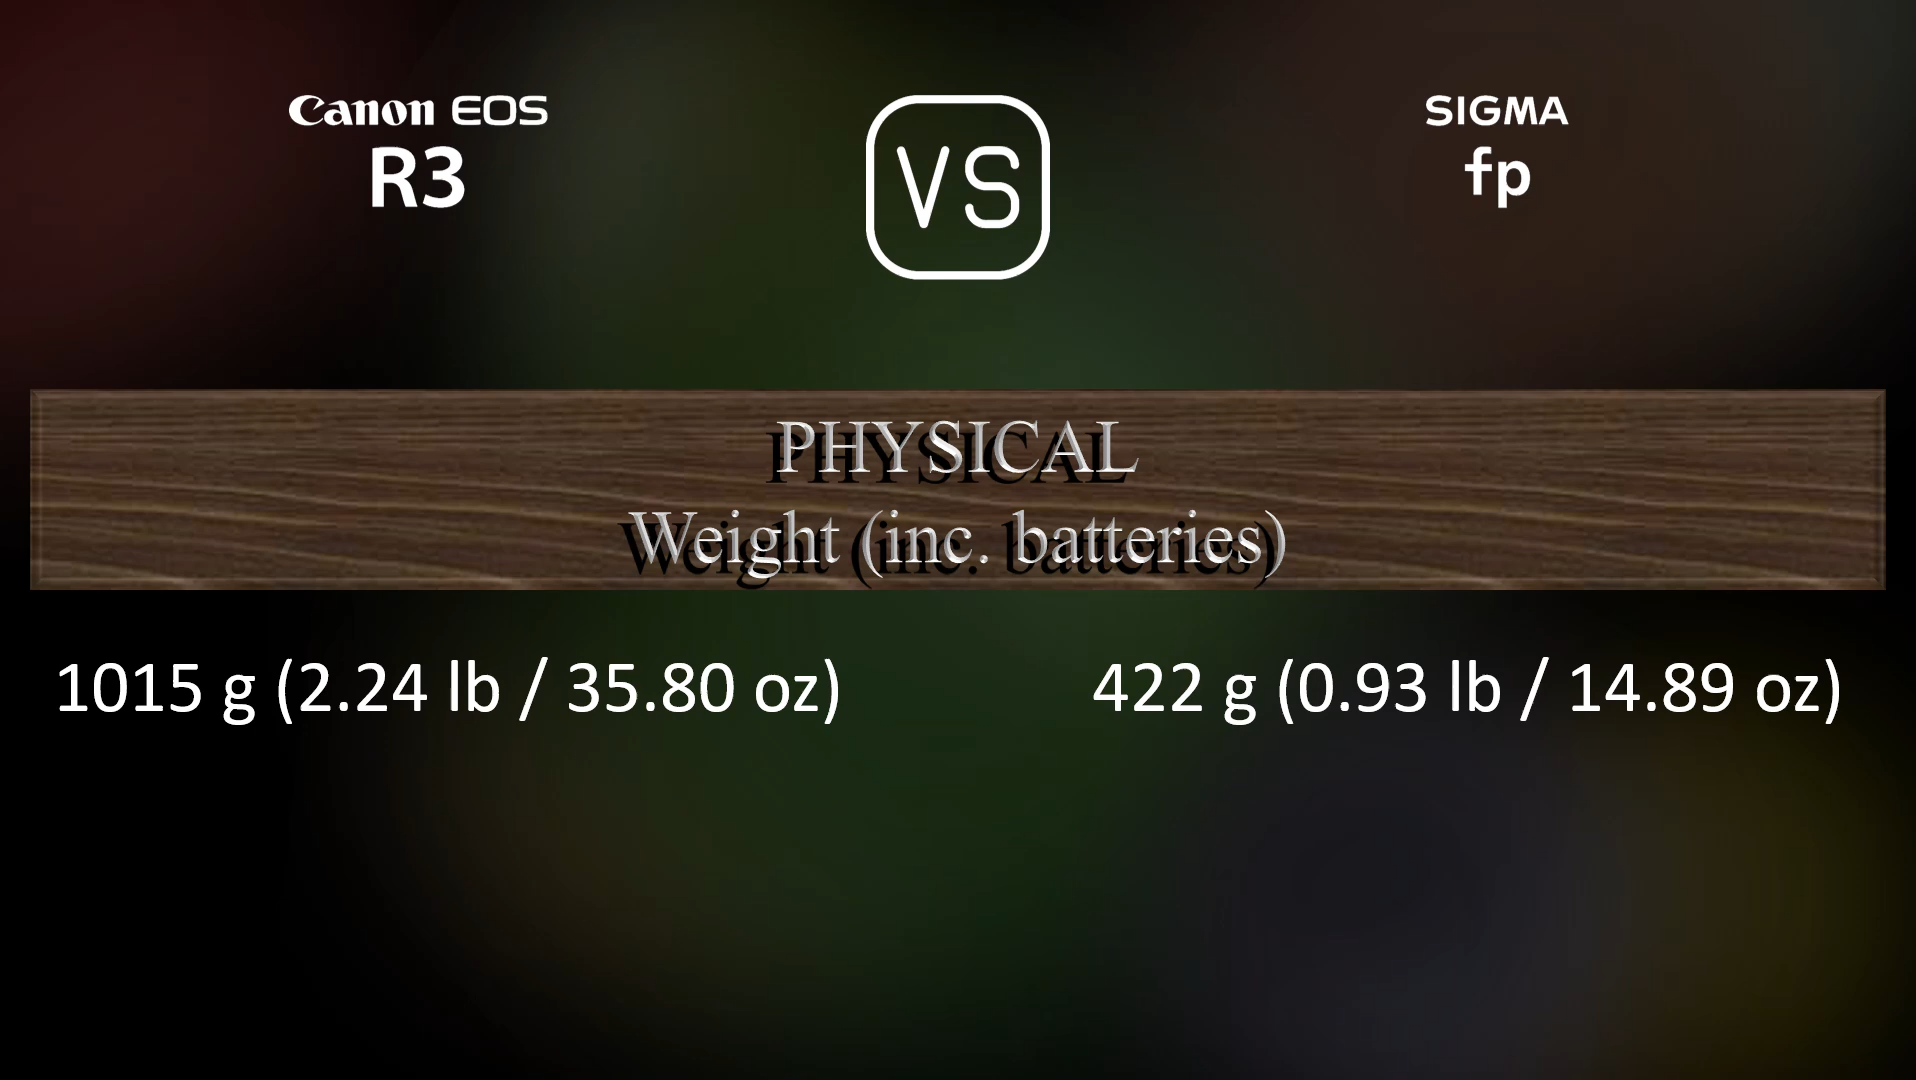 Canon EOS
R3
VS
SIGMA
fp
PHYSICAL
Weight (inc. batteries)
1015 g (2.24 lb / 35.80 oz)
422 g (0.93 lb / 14.89 oz)